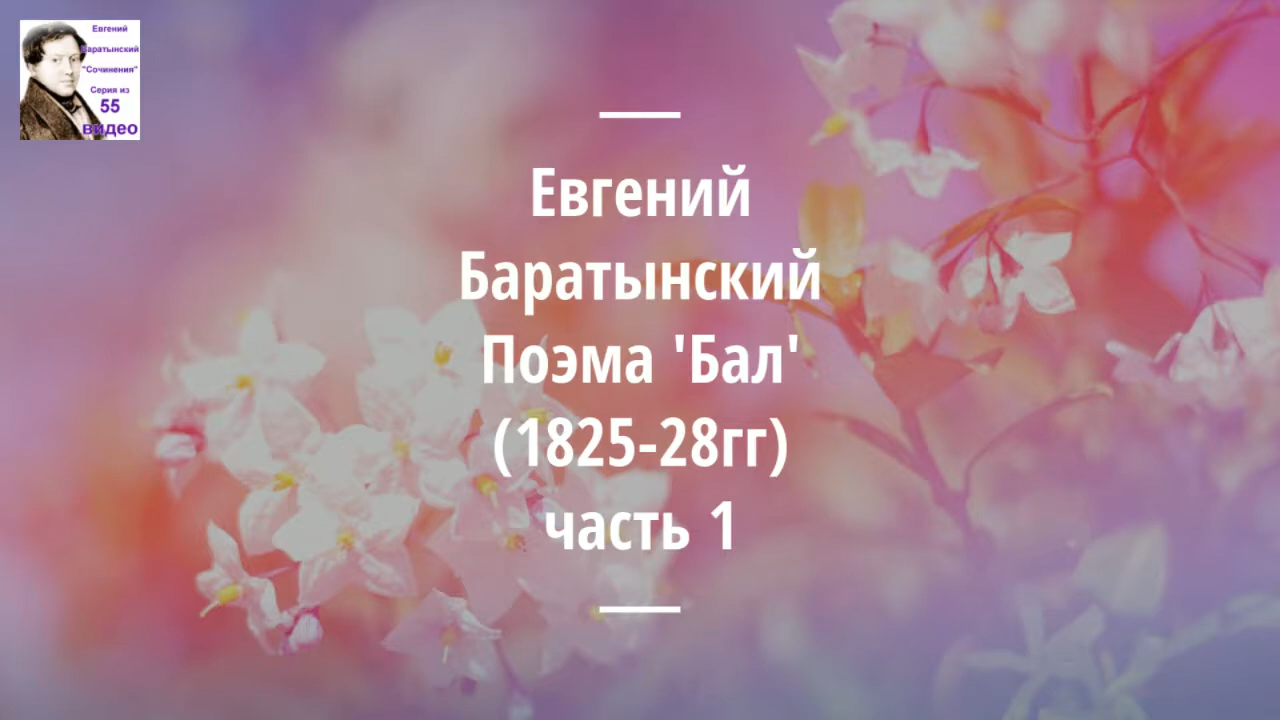 Евгений
Баратынский
"Сочинения"
Серия из
55
видео
Евгений
Баратынский
Поэма 'Бал'
(1825-28гг)
часть 1